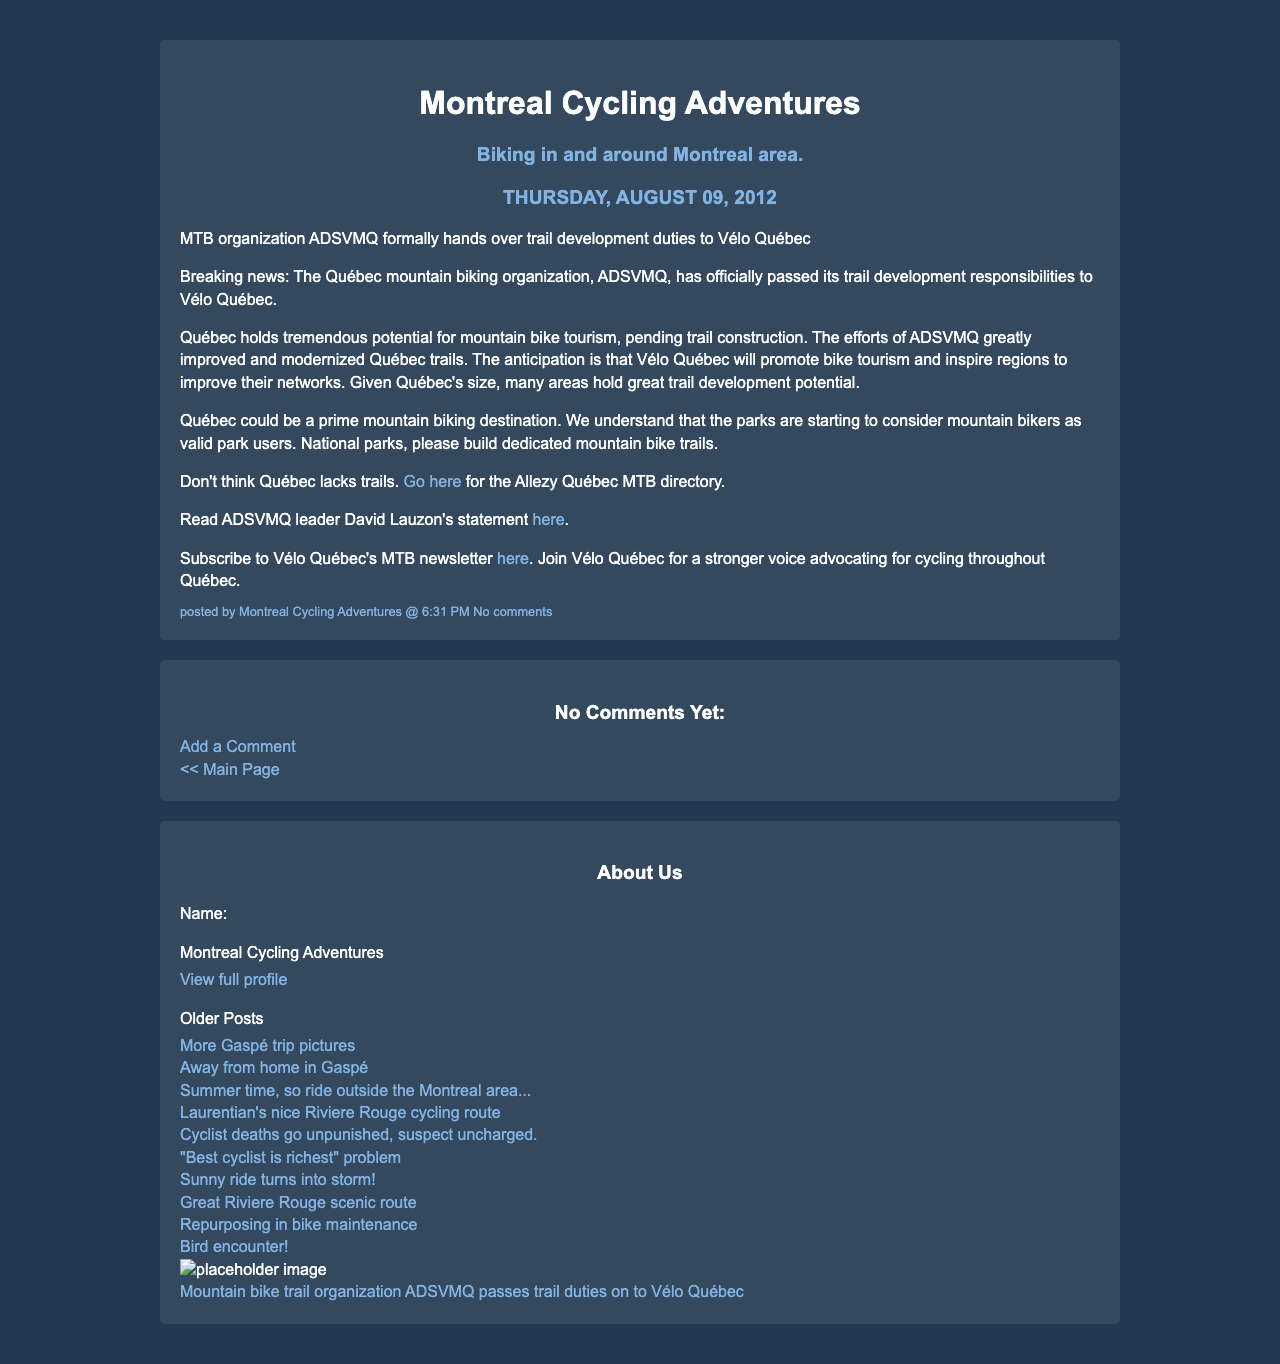 Montreal Cycling Adventures
Biking in and around Montreal area.
THURSDAY, AUGUST 09, 2012
MTB organization ADSVMQ formally hands over trail development duties to Vélo Québec
Breaking news: The Québec mountain biking organization, ADSVMQ, has officially passed its trail development responsibilities to
Vélo Québec.
Québec holds tremendous potential for mountain bike tourism, pending trail construction. The efforts of ADSVMQ greatly
improved and modernized Québec trails. The anticipation is that Vélo Québec will promote bike tourism and inspire regions to
improve their networks. Given Québec's size, many areas hold great trail development potential.
Québec could be a prime mountain biking destination. We understand that the parks are starting to consider mountain bikers as
valid park users. National parks, please build dedicated mountain bike trails.
Don't think Québec lacks trails. Go here for the Allezy Québec MTB directory.
Read ADSVMQ leader David Lauzon's statement here.
Subscribe to Vélo Québec's MTB newsletter here. Join Vélo Québec for a stronger voice advocating for cycling throughout
Québec.
posted by Montreal Cycling Adventures @ 6:31 PM No comments
No Comments Yet:
Add a Comment
<< Main Page
About Us
Name:
Montreal Cycling Adventures
View full profile
Older Posts
More Gaspé trip pictures
Away from home in Gaspé
Summer time, so ride outside the Montreal area...
Laurentian's nice Riviere Rouge cycling route
Cyclist deaths go unpunished, suspect uncharged.
"Best cyclist is richest" problem
Sunny ride turns into storm!
Great Riviere Rouge scenic route
Repurposing in bike maintenance
Bird encounter!
placeholder image
Mountain bike trail organization ADSVMQ passes trail duties on to Vélo Québec